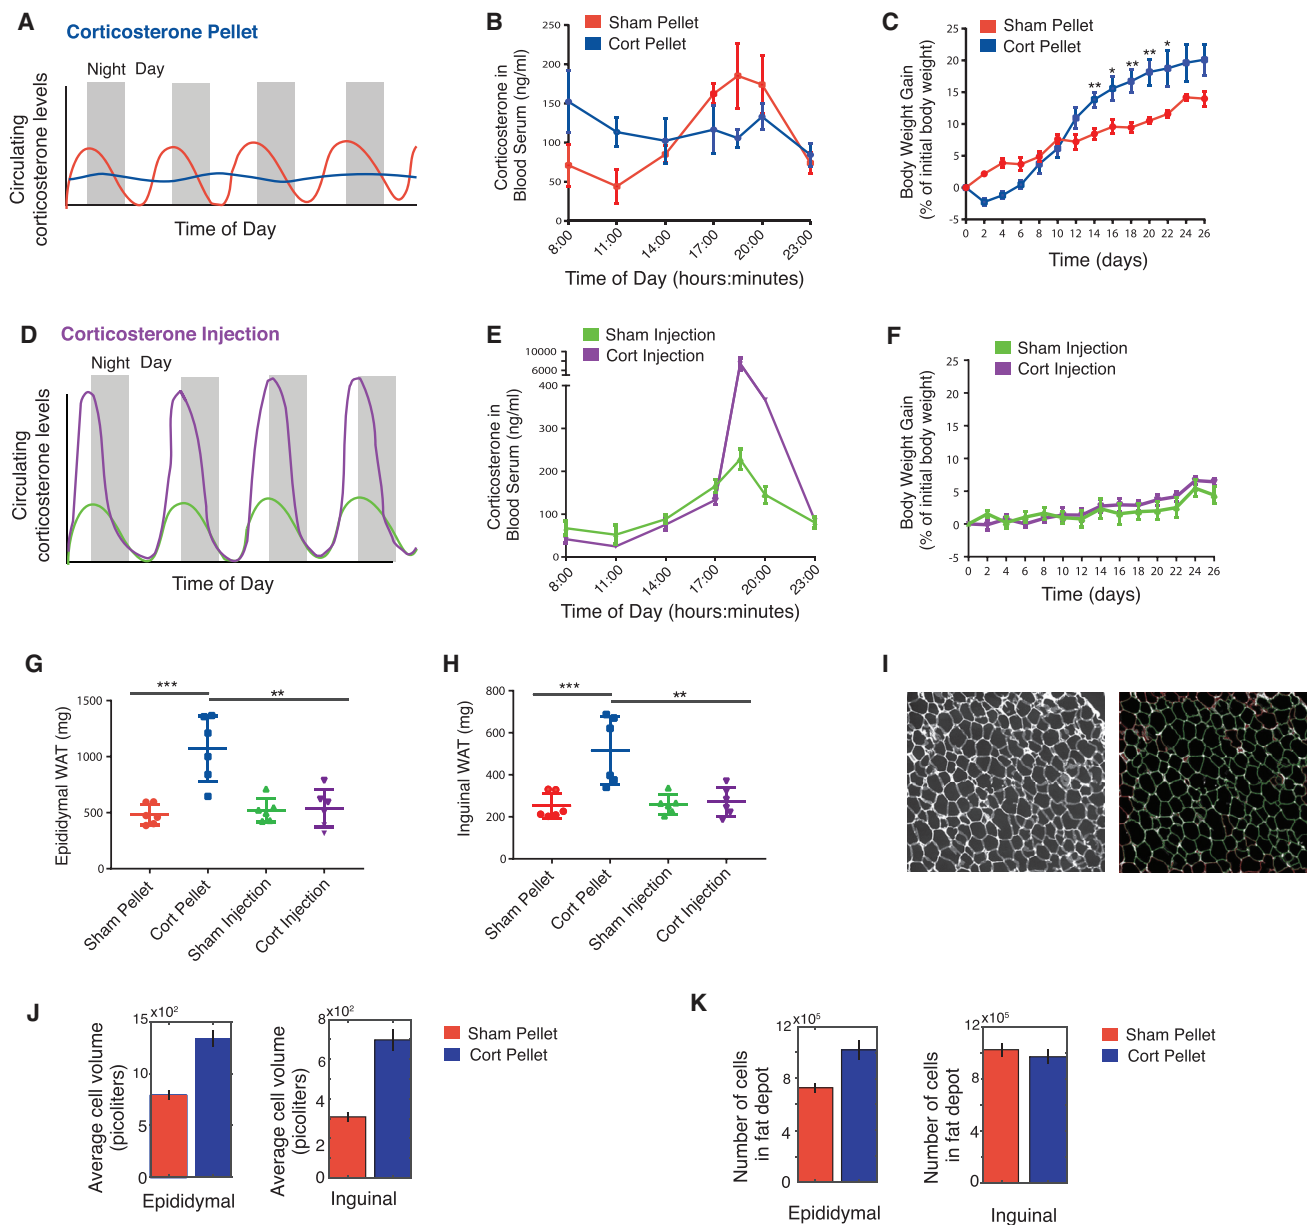 A
Corticosterone Pellet
Night Day
Circulating
corticosterone levels
Time of Day
B
Sham Pellet
Cort Pellet
Corticosterone in
Blood Serum (ng/ml)
250
200
150
100
50
0
8:00
11:00
14:00
17:00
20:00
23:00
Time of Day (hours:minutes)
C
Sham Pellet
Cort Pellet
Body Weight Gain
(% of initial body weight)
25
20
15
10
5
0
-5
** * ** ** *
0 2 4 6 8 10 12 14 16 18 20 22 24 26
Time (days)
D
Corticosterone Injection
Night Day
Circulating
corticosterone levels
Time of Day
E
Sham Injection
Cort Injection
Corticosterone in
Blood Serum (ng/ml)
10000
6000
400
300
200
100
0
8:00
11:00
14:00
17:00
20:00
23:00
Time of Day (hours:minutes)
F
Sham Injection
Cort Injection
Body Weight Gain
(% of initial body weight)
25
20
15
10
5
0
-5
0 2 4 6 8 10 12 14 16 18 20 22 24 26
Time (days)
G
*** **
Epididymal WAT (mg)
1500
1000
500
0
Sham Pellet
Cort Pellet
Sham Injection
Cort Injection
H
*** **
Inguinal WAT (mg)
800
600
400
200
0
Sham Pellet
Cort Pellet
Sham Injection
Cort Injection
I
J
Average cell volume
(picoliters)
x10²
15
10
5
0
Epididymal
Average cell volume
(picoliters)
x10²
8
6
4
2
0
Inguinal
Sham Pellet
Cort Pellet
K
Number of cells
in fat depot
x10⁵
12
8
4
0
Epididymal
Number of cells
in fat depot
x10⁵
12
8
4
0
Inguinal
Sham Pellet
Cort Pellet